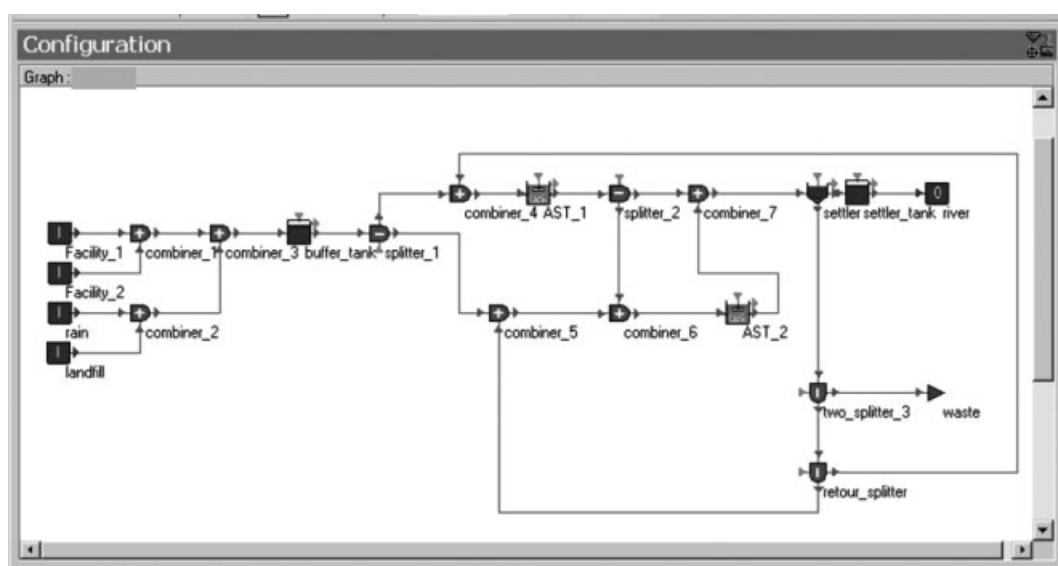 Configuration
Graph :
combiner_4 AST_1 splitter_2 combiner_7 settler settler_tank river
Facility_1 combiner_1 combiner_3 buffer_tank splitter_1
Facility_2
rain combiner_2 combiner_5 combiner_6 AST_2
landfill
two_splitter_3 waste
retour_splitter